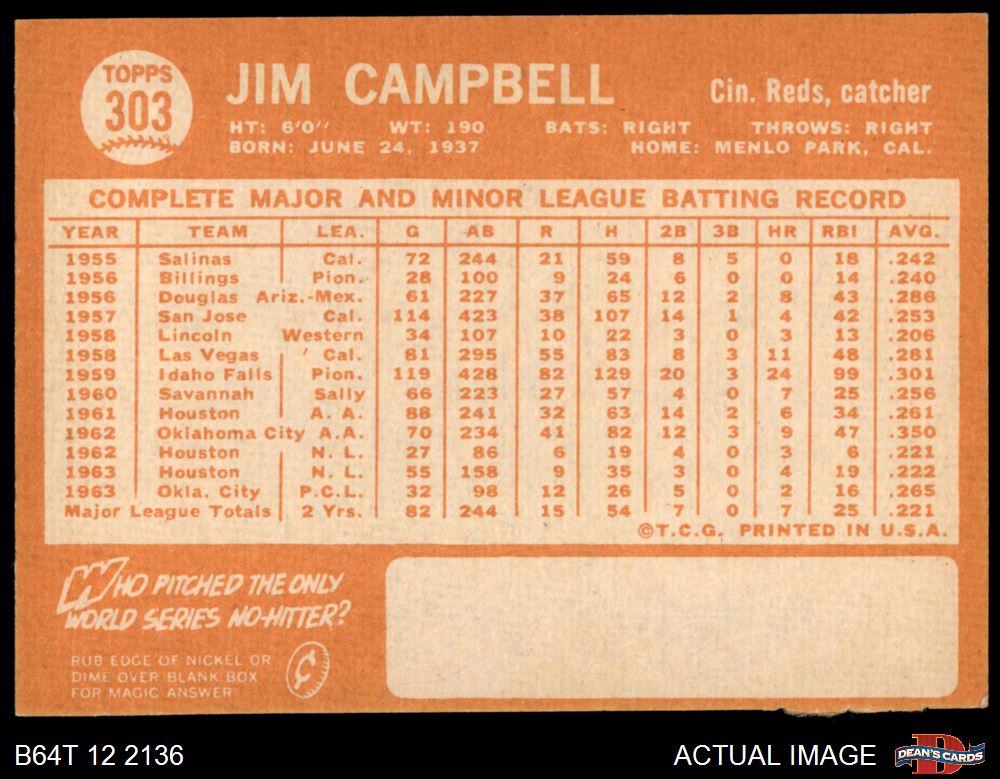 TOPPS
303
JIM CAMPBELL
Cin. Reds, catcher
HT: 6'0" WT: 190 BATS: RIGHT THROWS: RIGHT
BORN: JUNE 24, 1937 HOME: MENLO PARK, CAL.
COMPLETE MAJOR AND MINOR LEAGUE BATTING RECORD
YEAR TEAM LEA. G AB R H 2B 3B HR RBI AVG.
1955 Salinas Cal. 72 244 21 59 8 5 0 18 .242
1956 Billings Pion. 28 100 9 24 6 0 0 14 .240
1956 Douglas Ariz.-Mex. 61 227 37 65 12 2 8 43 .286
1957 San Jose Cal. 114 423 38 107 14 1 4 42 .253
1958 Lincoln Western 34 107 10 22 3 0 3 13 .206
1958 Las Vegas Cal. 81 295 55 83 8 3 11 48 .281
1959 Idaho Falls Pion. 119 428 82 129 20 3 24 99 .301
1960 Savannah Sally 66 223 27 57 4 0 7 25 .256
1961 Houston A. A. 88 241 32 63 14 2 6 34 .261
1962 Oklahoma City A.A. 70 234 41 82 12 3 9 47 .350
1962 Houston N. L. 27 86 6 19 4 0 3 6 .221
1963 Houston N. L. 55 158 9 35 3 0 4 19 .222
1963 Okla. City P.C.L. 32 98 12 26 5 0 2 16 .265
Major League Totals 2 Yrs. 82 244 15 54 7 0 7 25 .221
©T.C.G. PRINTED IN U.S.A.
WHO PITCHED THE ONLY
WORLD SERIES NO-HITTER?
RUB EDGE OF NICKEL OR
DIME OVER BLANK BOX
FOR MAGIC ANSWER
¢
B64T 12 2136
ACTUAL IMAGE
DEAN'S CARDS